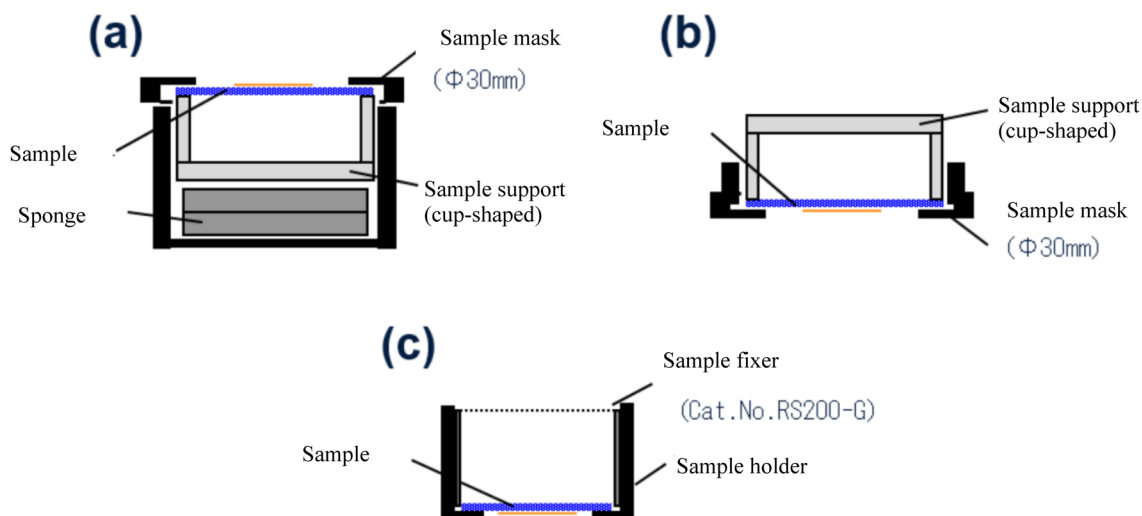 (a)
Sample mask
(Φ30mm)
Sample
Sample support
(cup-shaped)
Sponge
(b)
Sample support
(cup-shaped)
Sample
Sample mask
(Φ30mm)
(c)
Sample fixer
(Cat.No.RS200-G)
Sample
Sample holder